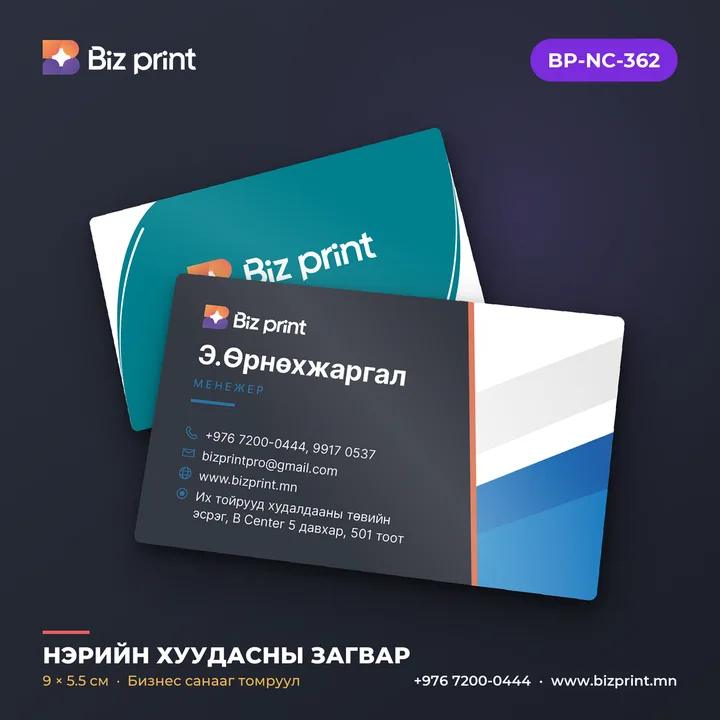 Biz print
BP-NC-362
Biz print
Biz print
Э.Өрнөхжаргал
МЕНЕЖЕР
+976 7200-0444, 9917 0537
bizprintpro@gmail.com
www.bizprint.mn
Их тойрууд худалдааны төвийн
эсрэг, B Center 5 давхар, 501 тоот
НЭРИЙН ХУУДАСНЫ ЗАГВАР
9 × 5.5 см · Бизнес санааг томруул
+976 7200-0444 · www.bizprint.mn